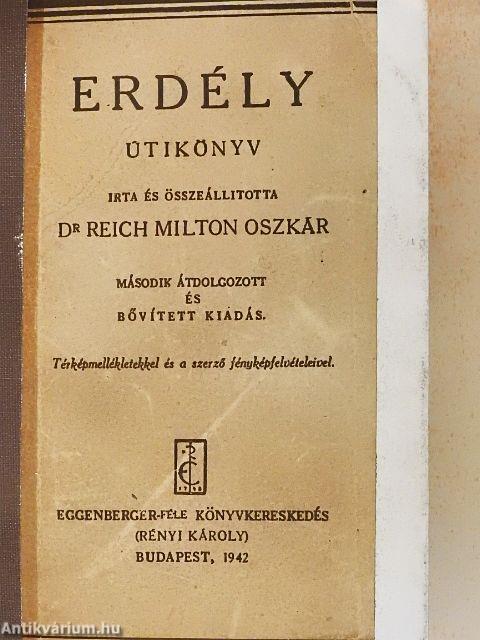 ERDÉLY
ÚTIKÖNYV
IRTA ÉS ÖSSZEÁLLITOTTA
DR REICH MILTON OSZKÁR
MÁSODIK ÁTDOLGOZOTT
ÉS
BŐVÍTETT KIADÁS.
Térképmellékletekkel és a szerző fényképfelvételeivel.
EGGENBERGER-FÉLE KÖNYVKERESKEDÉS
(RÉNYI KÁROLY)
BUDAPEST, 1942
Antikvárium.hu